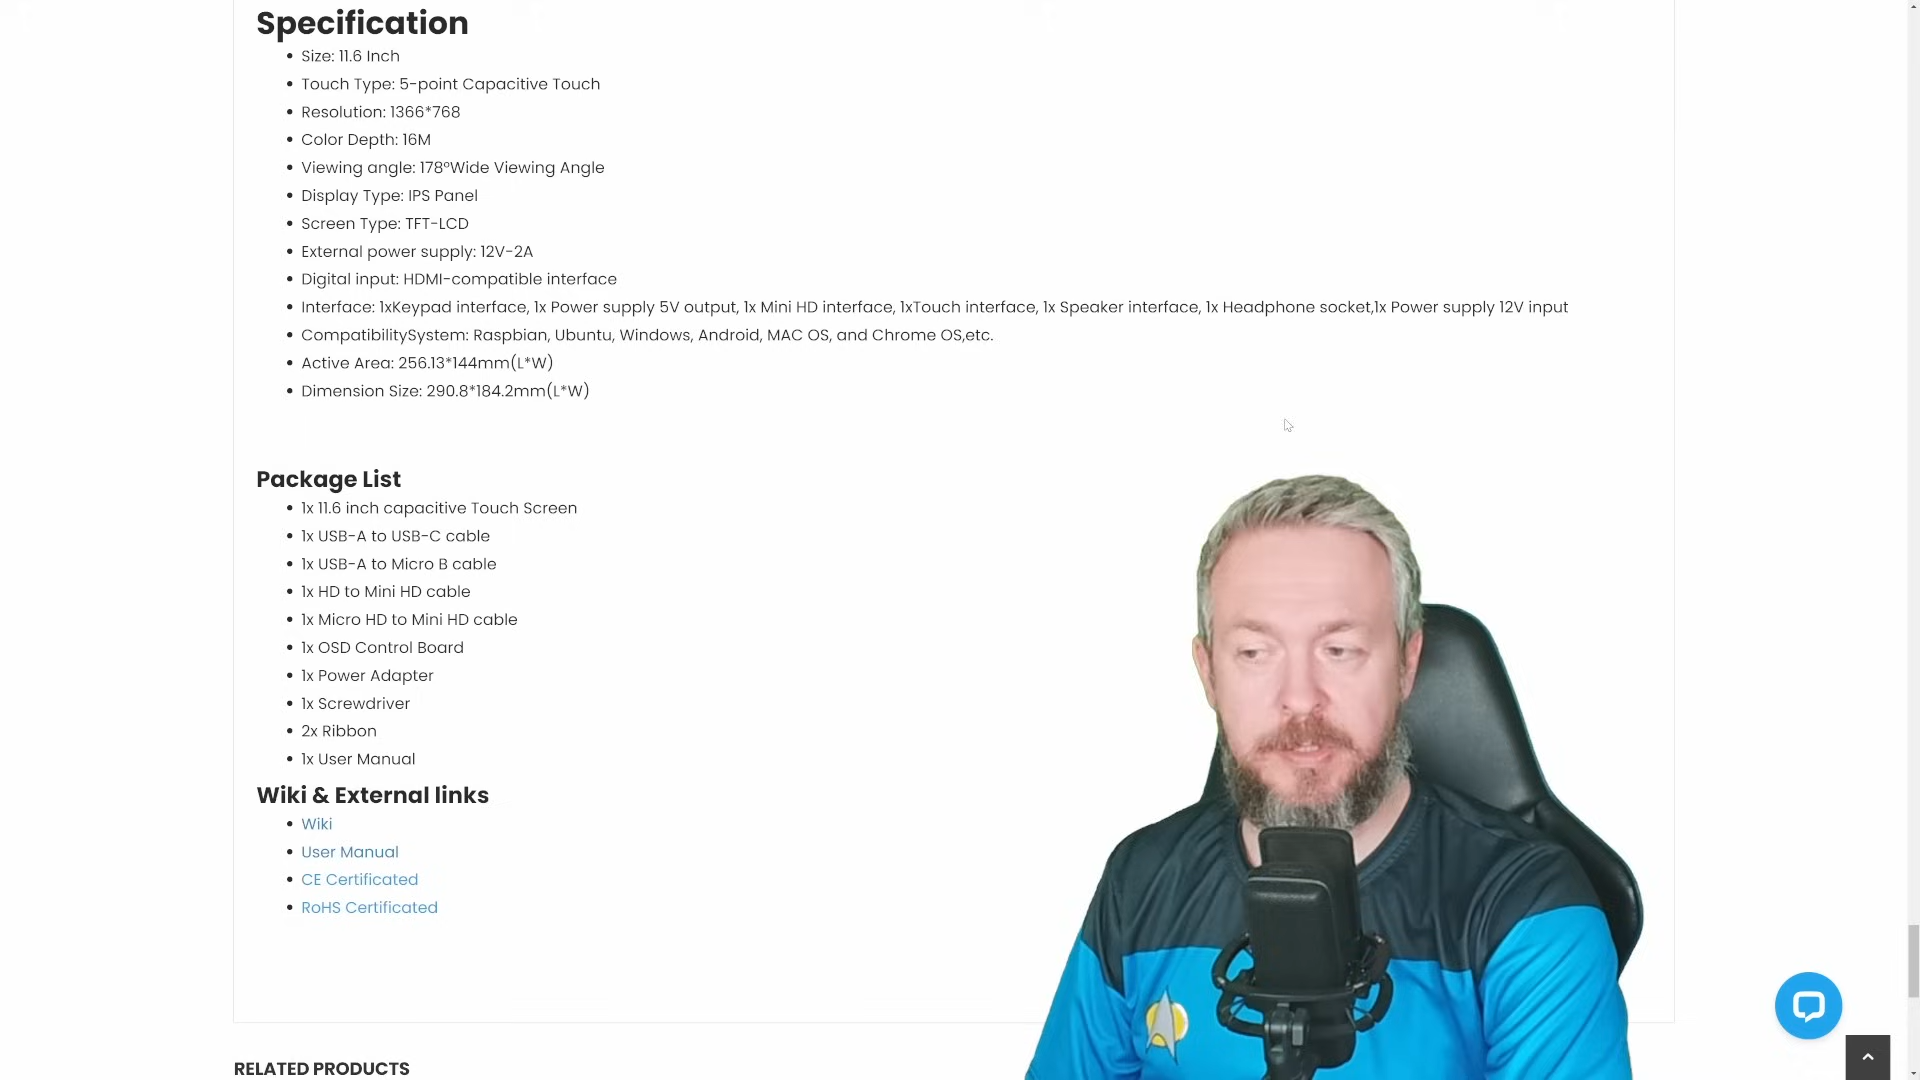 Specification
Size: 11.6 Inch
Touch Type: 5-point Capacitive Touch
Resolution: 1366*768
Color Depth: 16M
Viewing angle: 178°Wide Viewing Angle
Display Type: IPS Panel
Screen Type: TFT-LCD
External power supply: 12V-2A
Digital input: HDMI-compatible interface
Interface: 1xKeypad interface, 1x Power supply 5V output, 1x Mini HD interface, 1xTouch interface, 1x Speaker interface, 1x Headphone socket,1x Power supply 12V input
CompatibilitySystem: Raspbian, Ubuntu, Windows, Android, MAC OS, and Chrome OS,etc.
Active Area: 256.13*144mm(L*W)
Dimension Size: 290.8*184.2mm(L*W)
Package List
1x 11.6 inch capacitive Touch Screen
1x USB-A to USB-C cable
1x USB-A to Micro B cable
1x HD to Mini HD cable
1x Micro HD to Mini HD cable
1x OSD Control Board
1x Power Adapter
1x Screwdriver
2x Ribbon
1x User Manual
Wiki & External links
Wiki
User Manual
CE Certificated
RoHS Certificated
RELATED PRODUCTS